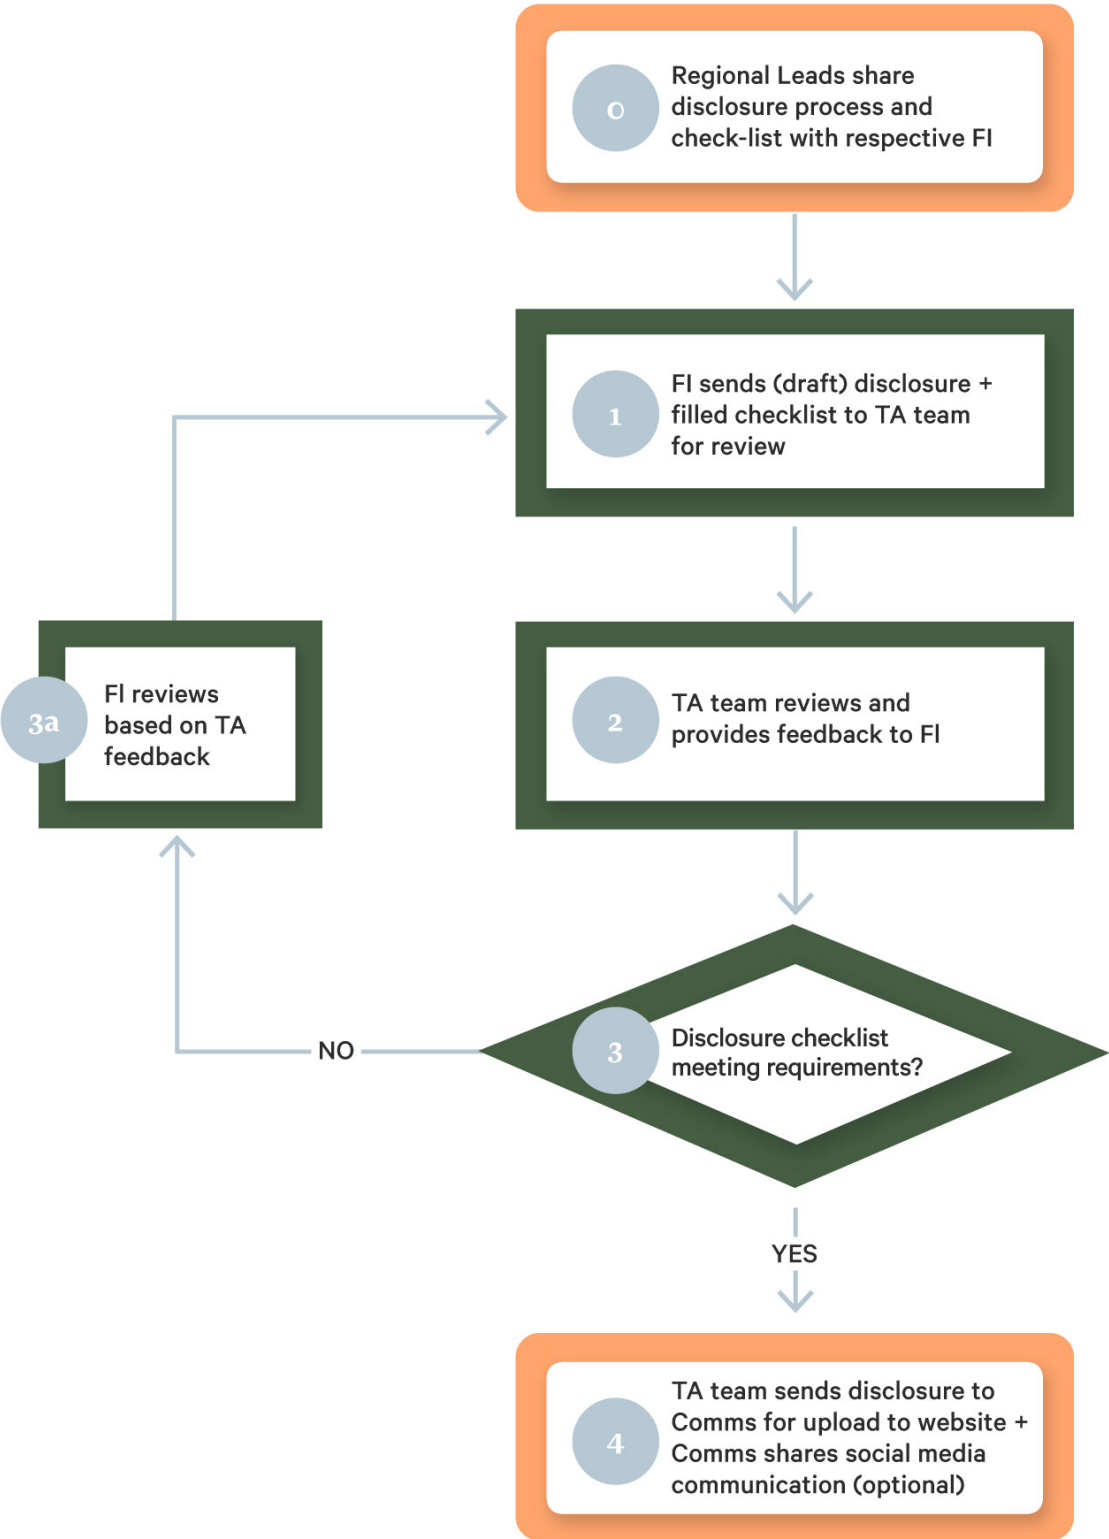 0
Regional Leads share
disclosure process and
check-list with respective FI
1
FI sends (draft) disclosure +
filled checklist to TA team
for review
3a
FI reviews
based on TA
feedback
2
TA team reviews and
provides feedback to FI
3
Disclosure checklist
meeting requirements?
NO
YES
4
TA team sends disclosure to
Comms for upload to website +
Comms shares social media
communication (optional)